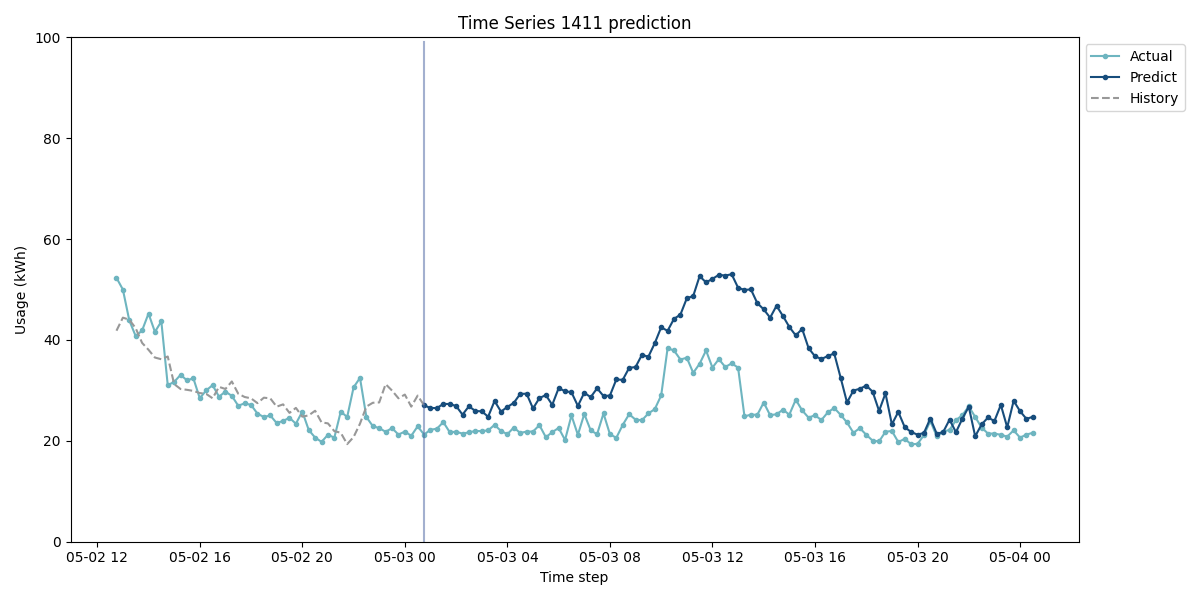 Time Series 1411 prediction
Usage (kWh)
100
80
60
40
20
0
05-02 12
05-02 16
05-02 20
05-03 00
05-03 04
05-03 08
05-03 12
05-03 16
05-03 20
05-04 00
Time step
Actual
Predict
History